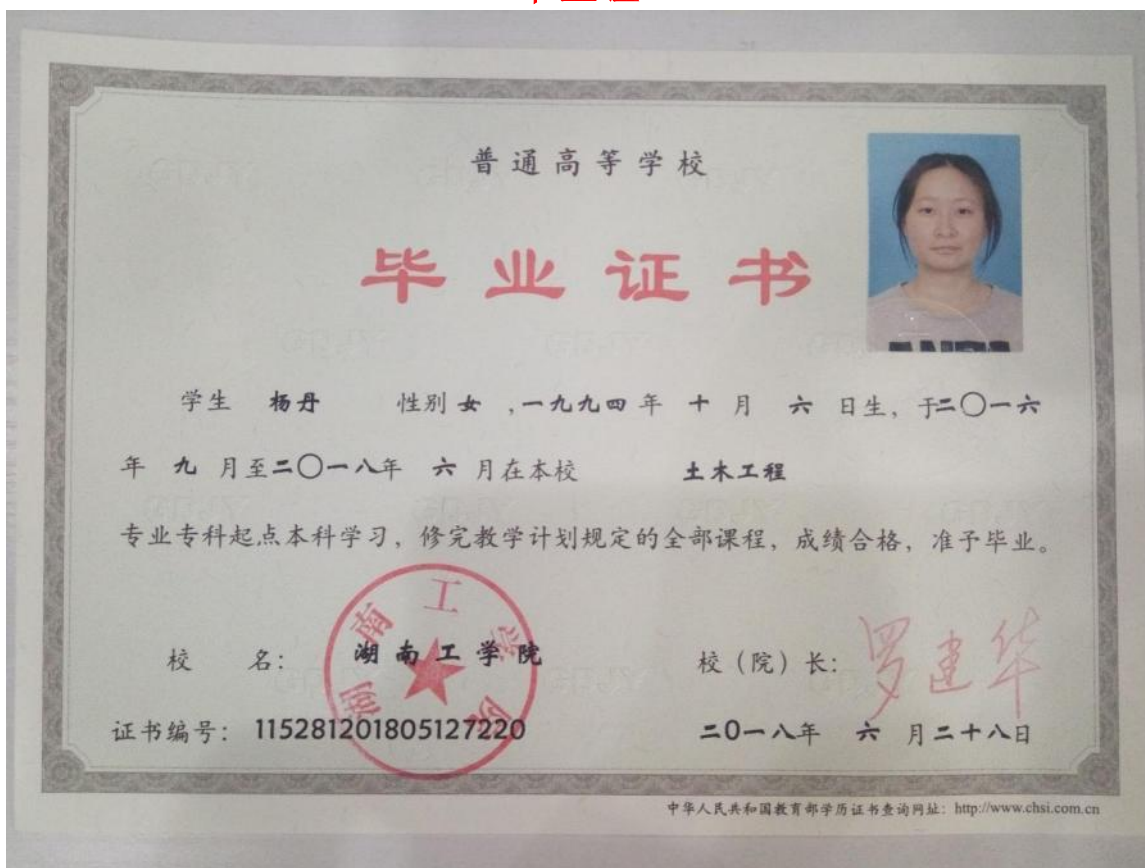 普通高等学校
毕业证书
学生 杨丹 性别 女 ,一九九四 年 十 月 六 日生, 于二〇一六
年 九 月至二〇一八年 六 月在本校 土木工程
专业专科起点本科学习, 修完教学计划规定的全部课程, 成绩合格, 准予毕业。
湖南工学院
校 名: 湖南工学院 校 (院) 长: 罗建华
证书编号: 115281201805127220 二〇一八年 六 月二十八日
中华人民共和国教育部学历证书查询网址: http://www.chsi.com.cn